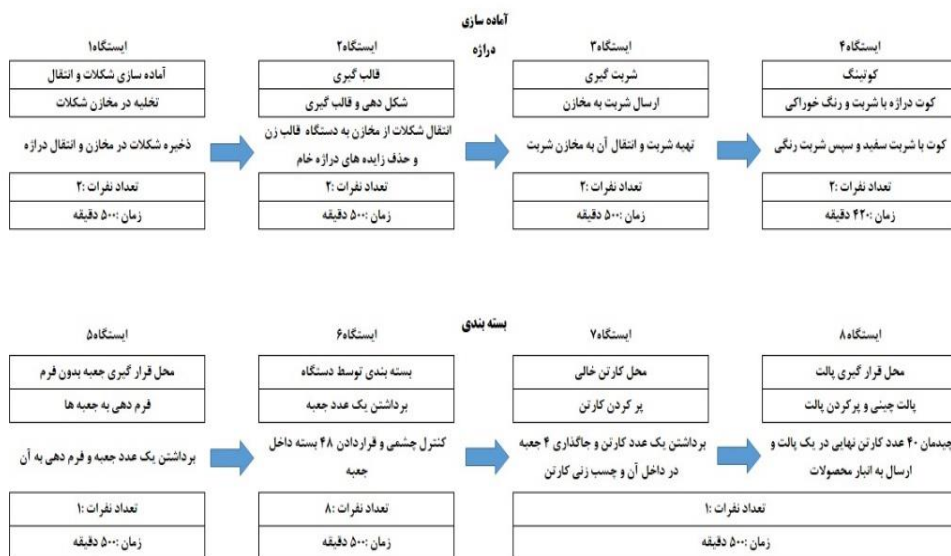 آماده سازی
دراژه
ایستگاه۱
ایستگاه۲
ایستگاه۳
ایستگاه۴
آماده سازی شکلات و انتقال
تخلیه در مخازن شکلات
ذخیره شکلات در مخازن و انتقال دراژه
تعداد نفرات :۲
زمان :۵۰۰ دقیقه
قالب گیری
شکل دهی و قالب گیری
انتقال شکلات از مخازن به دستگاه قالب زن
و حذف زایده های دراژه خام
تعداد نفرات :۲
زمان :۵۰۰ دقیقه
شربت گیری
ارسال شربت به مخازن
تهیه شربت و انتقال آن به مخازن شربت
تعداد نفرات :۲
زمان :۵۰۰ دقیقه
کوتینگ
کوت دراژه با شربت و رنگ خوراکی
کوت با شربت سفید و سپس شربت رنگی
تعداد نفرات :۲
زمان :۴۲۰ دقیقه
بسته بندی
ایستگاه۵
ایستگاه۶
ایستگاه۷
ایستگاه۸
محل قرار گیری جعبه بدون فرم
فرم دهی به جعبه ها
برداشتن یک عدد جعبه و فرم دهی به آن
تعداد نفرات :۱
زمان :۵۰۰ دقیقه
بسته بندی توسط دستگاه
برداشتن یک عدد جعبه
کنترل چشمی و قراردادن ۴۸ بسته داخل
جعبه
تعداد نفرات :۸
زمان :۵۰۰ دقیقه
محل کارتن خالی
پر کردن کارتن
برداشتن یک عدد کارتن و جاگذاری ۴ جعبه
در داخل آن و چسب زنی کارتن
محل قرار گیری پالت
پالت چینی و پرکردن پالت
چیدمان ۴۰ عدد کارتن نهایی در یک پالت و
ارسال به انبار محصولات
تعداد نفرات :۱
زمان :۵۰۰ دقیقه